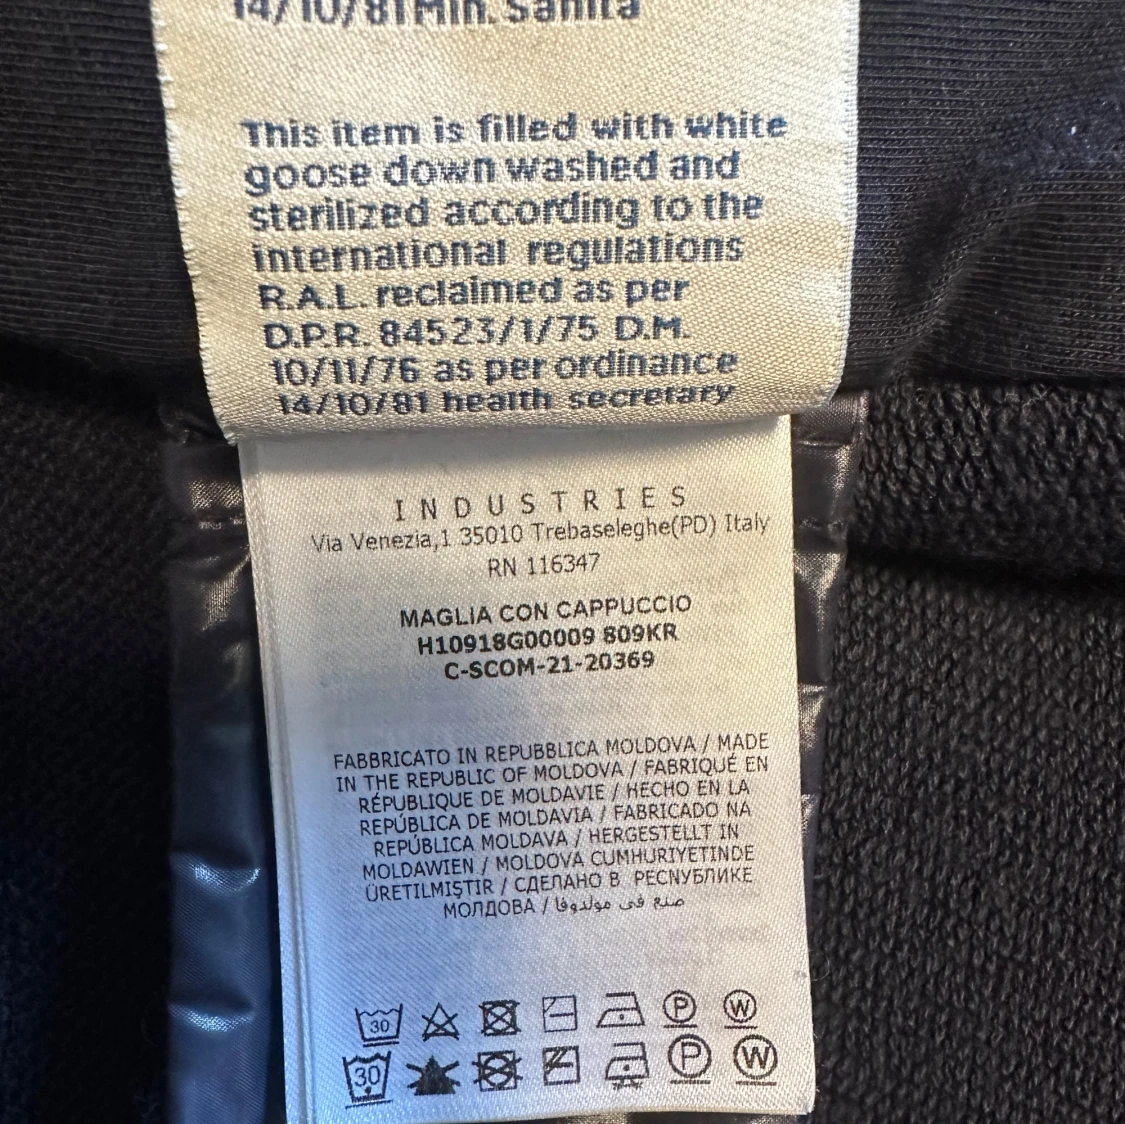 14/10/81 Min. Sanità
This item is filled with white
goose down washed and
sterilized according to the
international regulations
R.A.L. reclaimed as per
D.P.R. 84523/1/75 D.M.
10/11/76 as per ordinance
14/10/81 health secretary
INDUSTRIES
Via Venezia,1 35010 Trebaseleghe(PD) Italy
RN 116347
MAGLIA CON CAPPUCCIO
H10918G00009 809KR
C-SCOM-21-20369
FABBRICATO IN REPUBBLICA MOLDOVA / MADE
IN THE REPUBLIC OF MOLDOVA / FABRIQUÉ EN
RÉPUBLIQUE DE MOLDAVIE / HECHO EN LA
REPÚBLICA DE MOLDAVIA / FABRICADO NA
REPÚBLICA MOLDAVA / HERGESTELLT IN
MOLDAWIEN / MOLDOVA CUMHURIYETINDE
ÜRETILMIŞTIR / СДЕЛАНО В РЕСПУБЛИКЕ
МОЛДОВА / صنع في مولدوفا
30 P W
30 P W